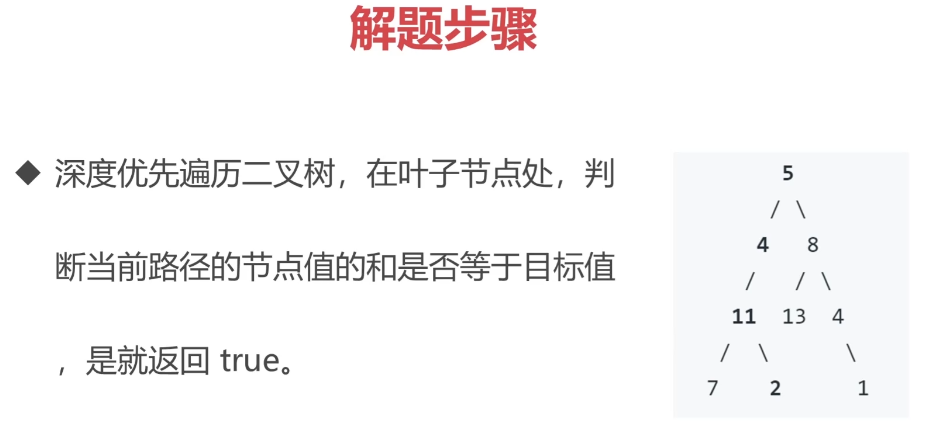 解题步骤
◆ 深度优先遍历二叉树，在叶子节点处，判
断当前路径的节点值的和是否等于目标值
，是就返回 true。
5
/ \
4 8
/ / \
11 13 4
/ \ \
7 2 1